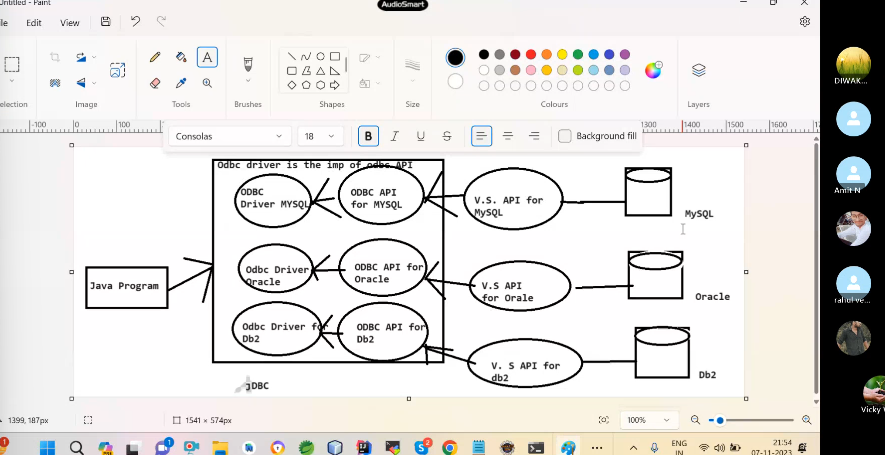 Untitled - Paint
AudioSmart
Edit View
Image
Tools
Brushes
Shapes
Size
Colours
Layers
-100 0 100
1300 1400 1500 1600
Consolas 18 B I U S Background fill
Odbc driver is the imp of odbc API
ODBC
Driver MYSQL
ODBC API
for MYSQL
V.S. API for
MySQL
MySQL
Java Program
Odbc Driver
Oracle
ODBC API for
Oracle
V.S API
for Orale
Oracle
Odbc Driver for
Db2
ODBC API for
Db2
V. S API for
db2
Db2
JDBC
1399, 187px
1541 × 574px
100%
ENG
IN
21:54
07-11-2023
DIWAK...
Amit N
rahul ve...
Vicky